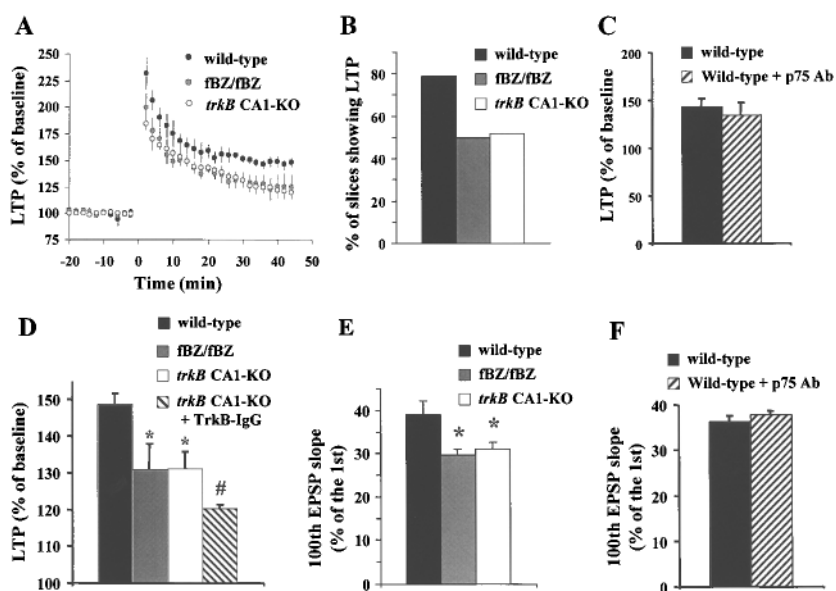 A
LTP (% of baseline)
250
225
200
175
150
125
100
75
-20 -10 0 10 20 30 40 50
Time (min)
wild-type
fBZ/fBZ
trkB CA1-KO
B
% of slices showing LTP
80
60
40
20
0
wild-type
fBZ/fBZ
trkB CA1-KO
C
LTP (% of baseline)
200
150
100
50
0
wild-type
Wild-type + p75 Ab
D
LTP (% of baseline)
160
150
140
130
120
100
wild-type
fBZ/fBZ
trkB CA1-KO
trkB CA1-KO
+ TrkB-IgG
* * #
E
100th EPSP slope
(% of the 1st)
40
30
20
10
0
wild-type
fBZ/fBZ
trkB CA1-KO
* *
F
100th EPSP slope
(% of the 1st)
40
30
20
10
0
wild-type
Wild-type + p75 Ab